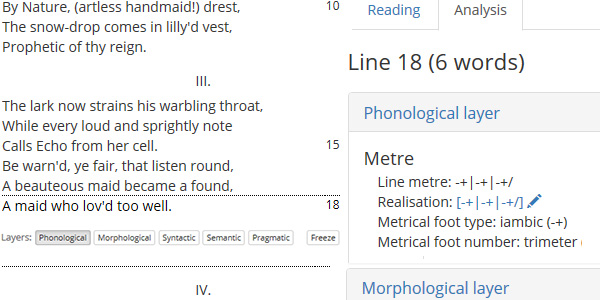 By Nature, (artless handmaid!) drest, 10
The snow-drop comes in lilly'd vest,
Prophetic of thy reign.
III.
The lark now strains his warbling throat,
While every loud and sprightly note
Calls Echo from her cell. 15
Be warn'd, ye fair, that listen round,
A beauteous maid became a found,
A maid who lov'd too well. 18
Layers: Phonological Morphological Syntactic Semantic Pragmatic Freeze
IV.
Reading Analysis
Line 18 (6 words)
Phonological layer
Metre
Line metre: -+|-+|-+/
Realisation: [-+|-+|-+/]
Metrical foot type: iambic (-+)
Metrical foot number: trimeter
Morphological layer